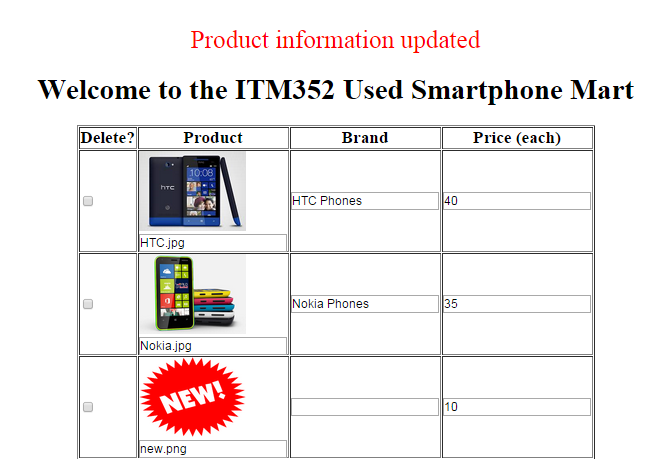 Product information updated
Welcome to the ITM352 Used Smartphone Mart
Delete? Product Brand Price (each)
hTC
10:08
HTC.jpg
HTC Phones
40
Nokia.jpg
Nokia Phones
35
NEW!
new.png
10